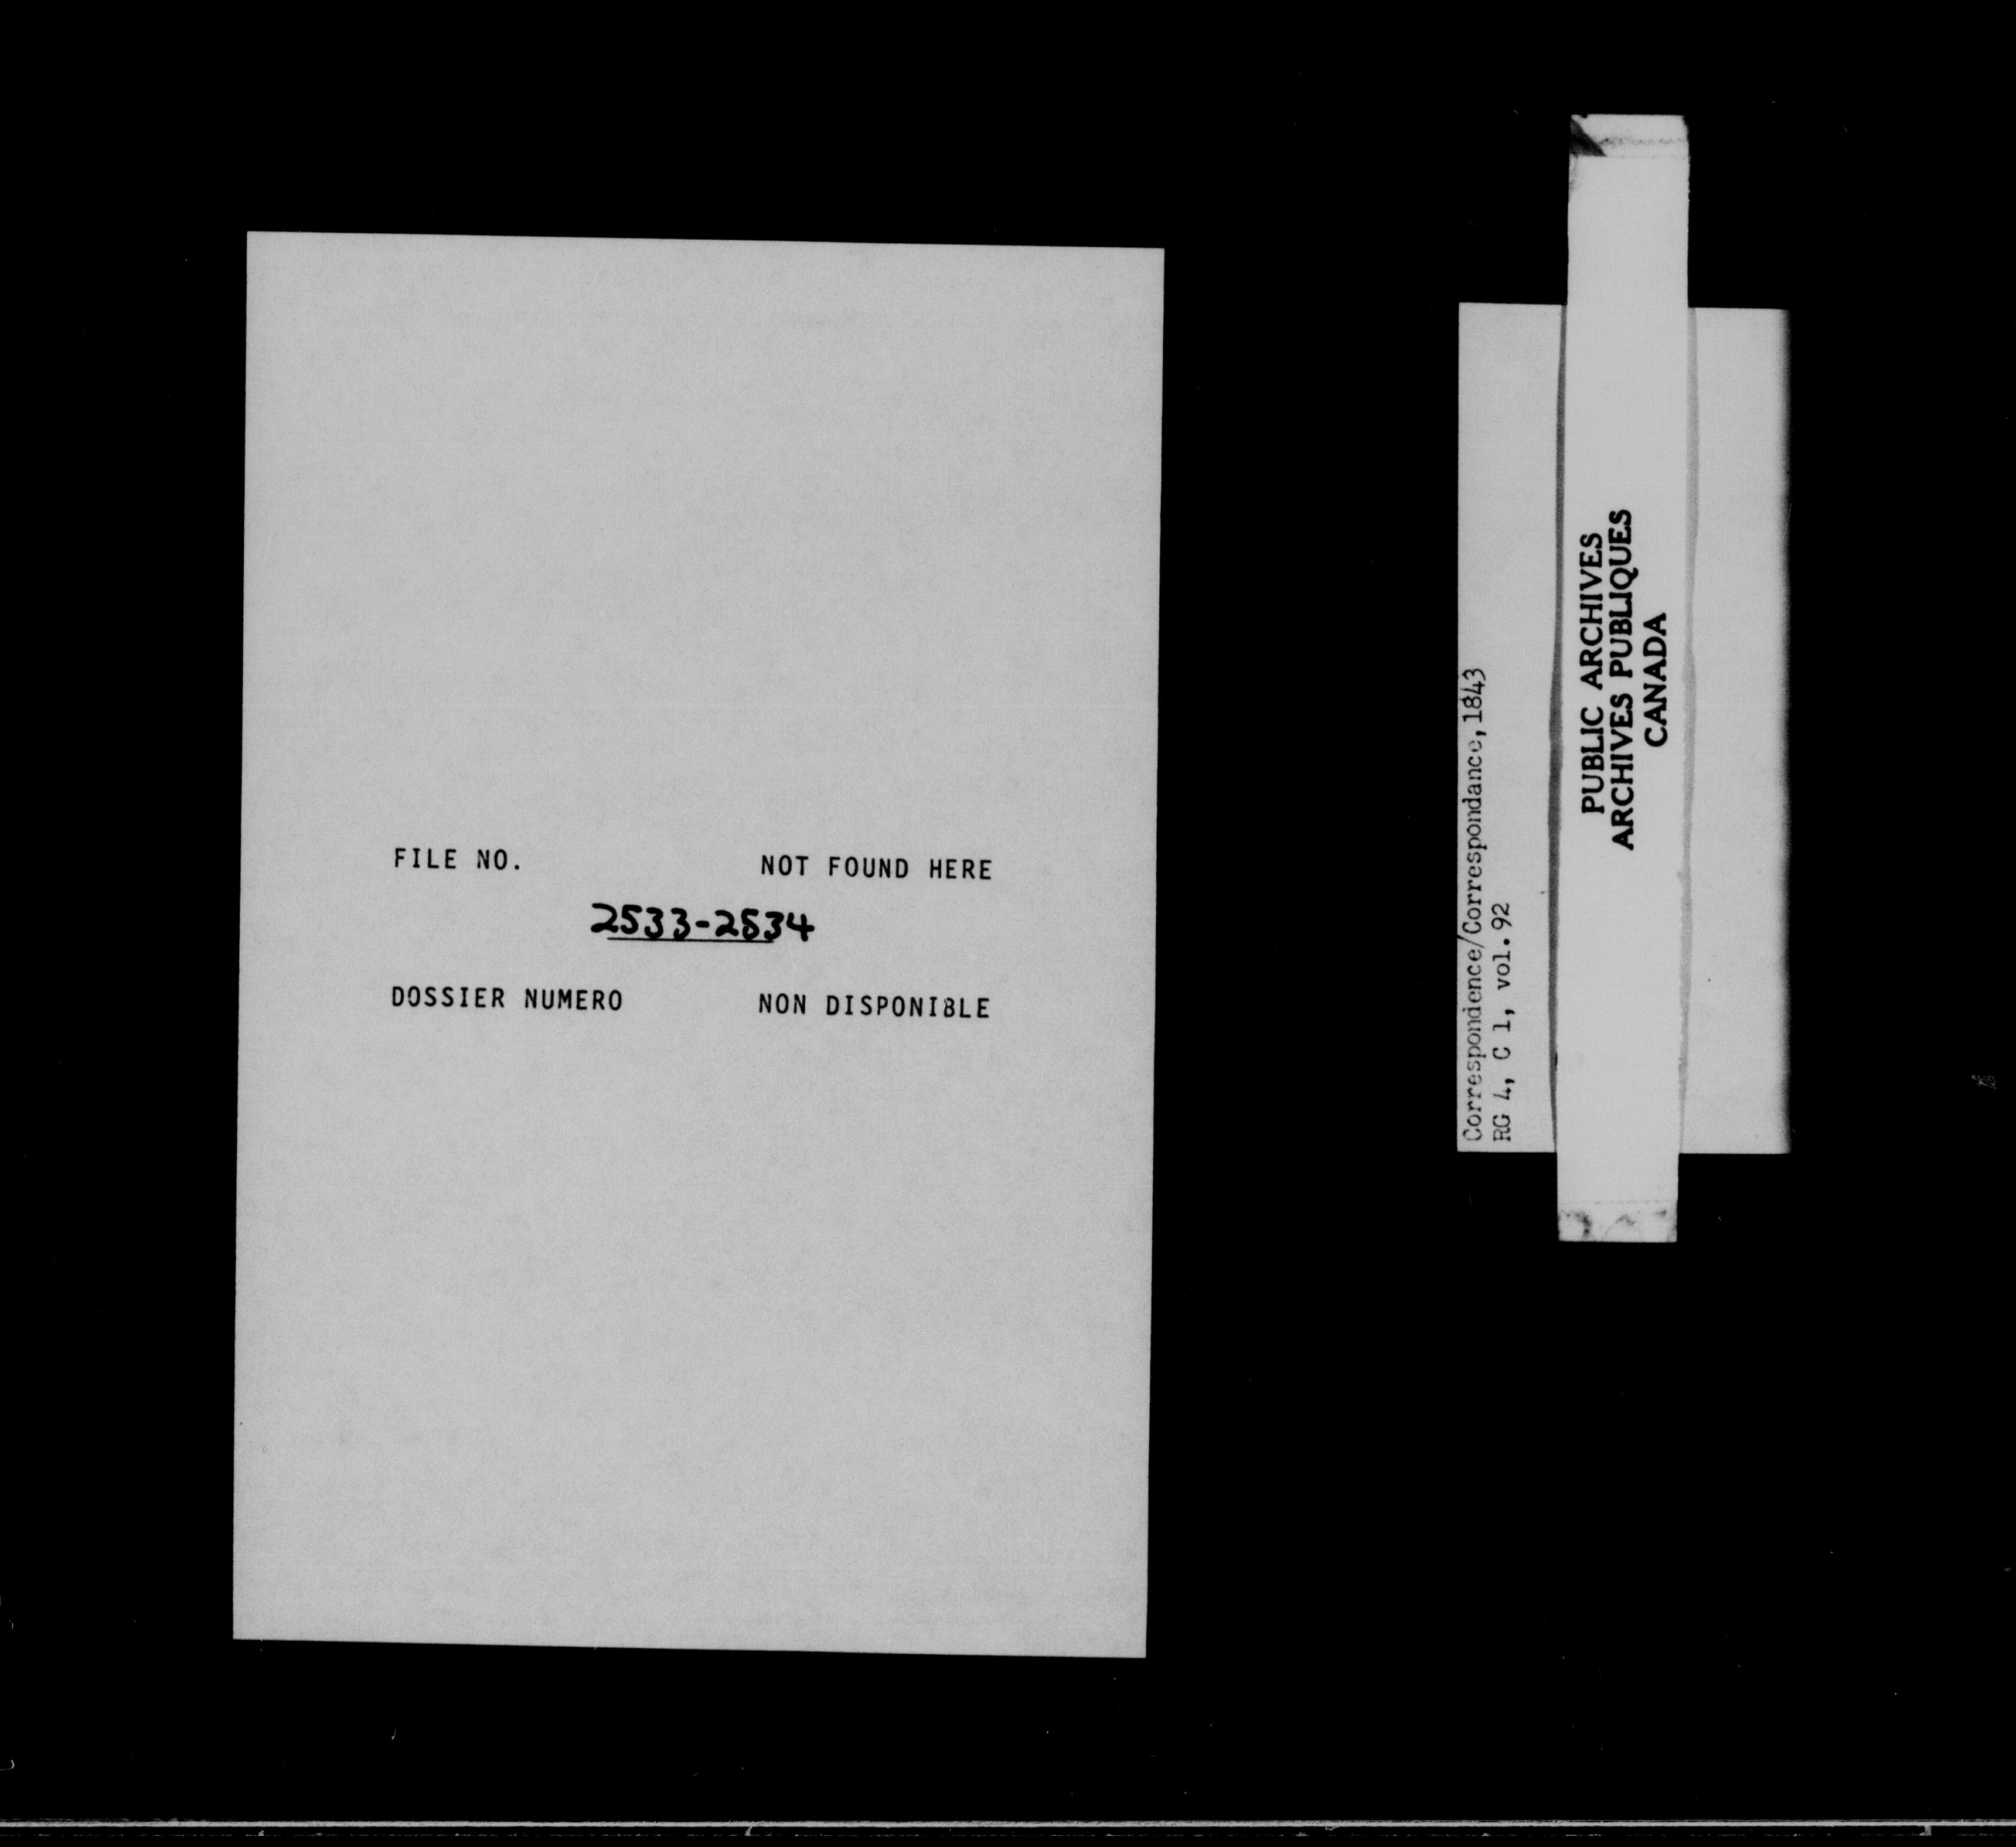 FILE NO. NOT FOUND HERE
2533-2534
DOSSIER NUMERO NON DISPONIBLE
Correspondence/Correspondance, 1843
RG 4, C 1, vol. 92
PUBLIC ARCHIVES
ARCHIVES PUBLIQUES
CANADA